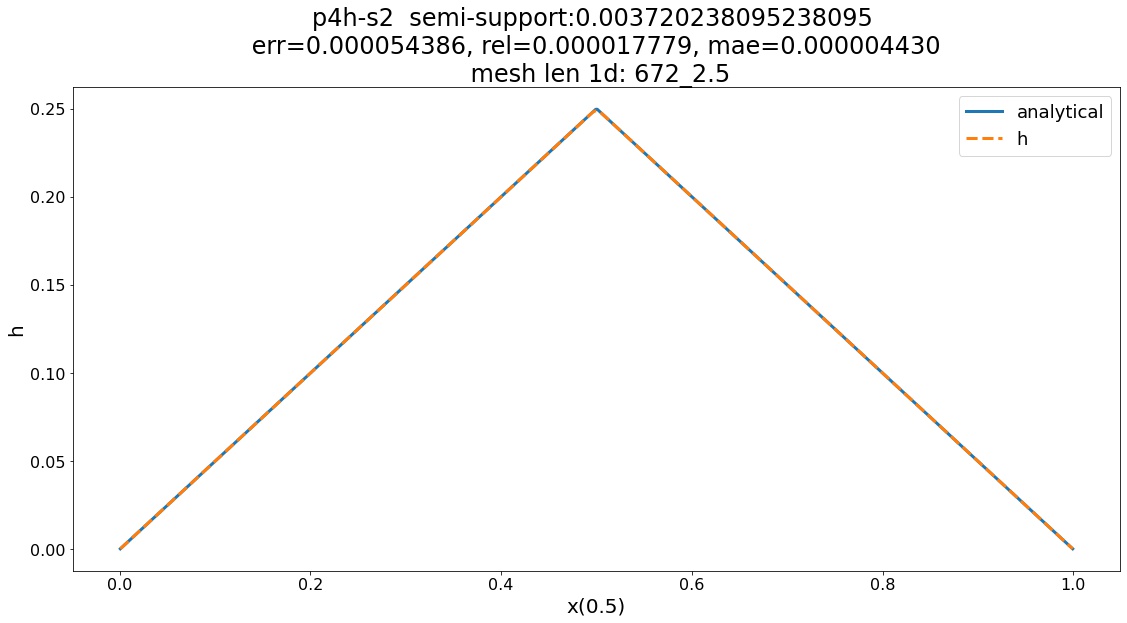 p4h-s2  semi-support:0.003720238095238095
err=0.000054386, rel=0.000017779, mae=0.000004430
mesh len 1d: 672_2.5
analytical
h
h
0.25
0.20
0.15
0.10
0.05
0.00
0.0 0.2 0.4 0.6 0.8 1.0
x(0.5)